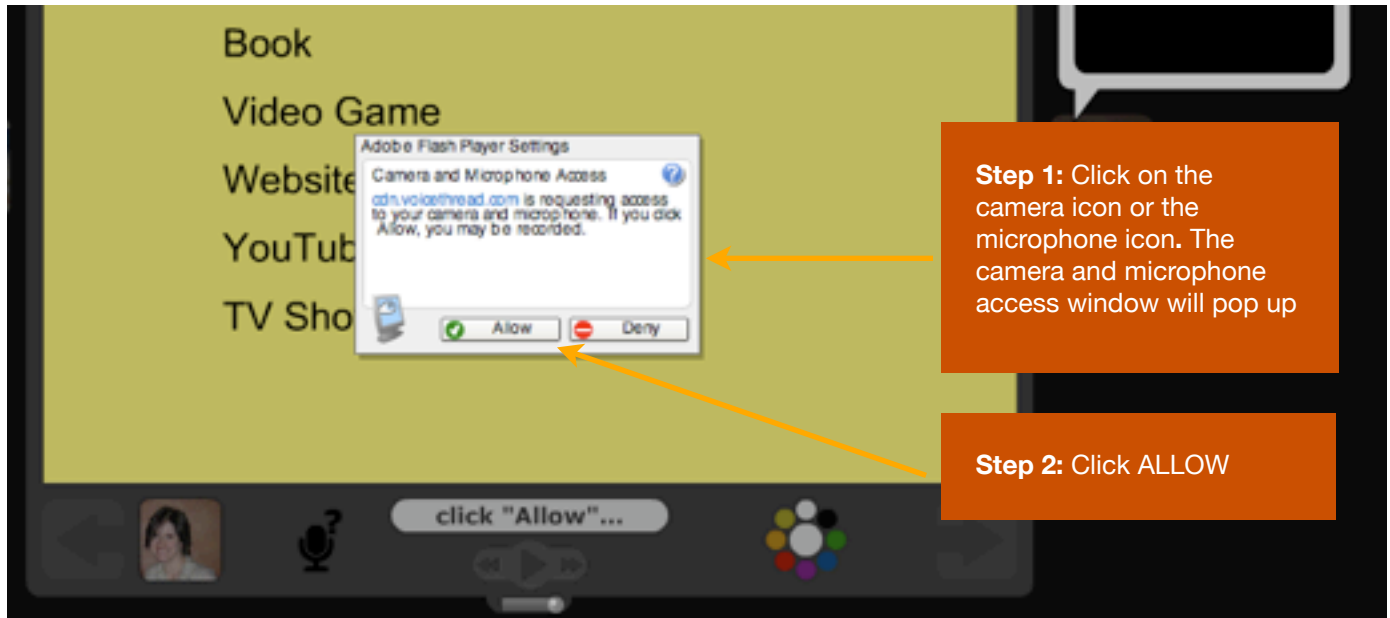 Book
Video Game
Adobe Flash Player Settings
Website
Camera and Microphone Access
cdn.voicethread.com is requesting access
to your camera and microphone. If you click
Allow, you may be recorded.
YouTub
TV Sho
Allow
Deny
click "Allow"...
Step 1: Click on the
camera icon or the
microphone icon. The
camera and microphone
access window will pop up
Step 2: Click ALLOW